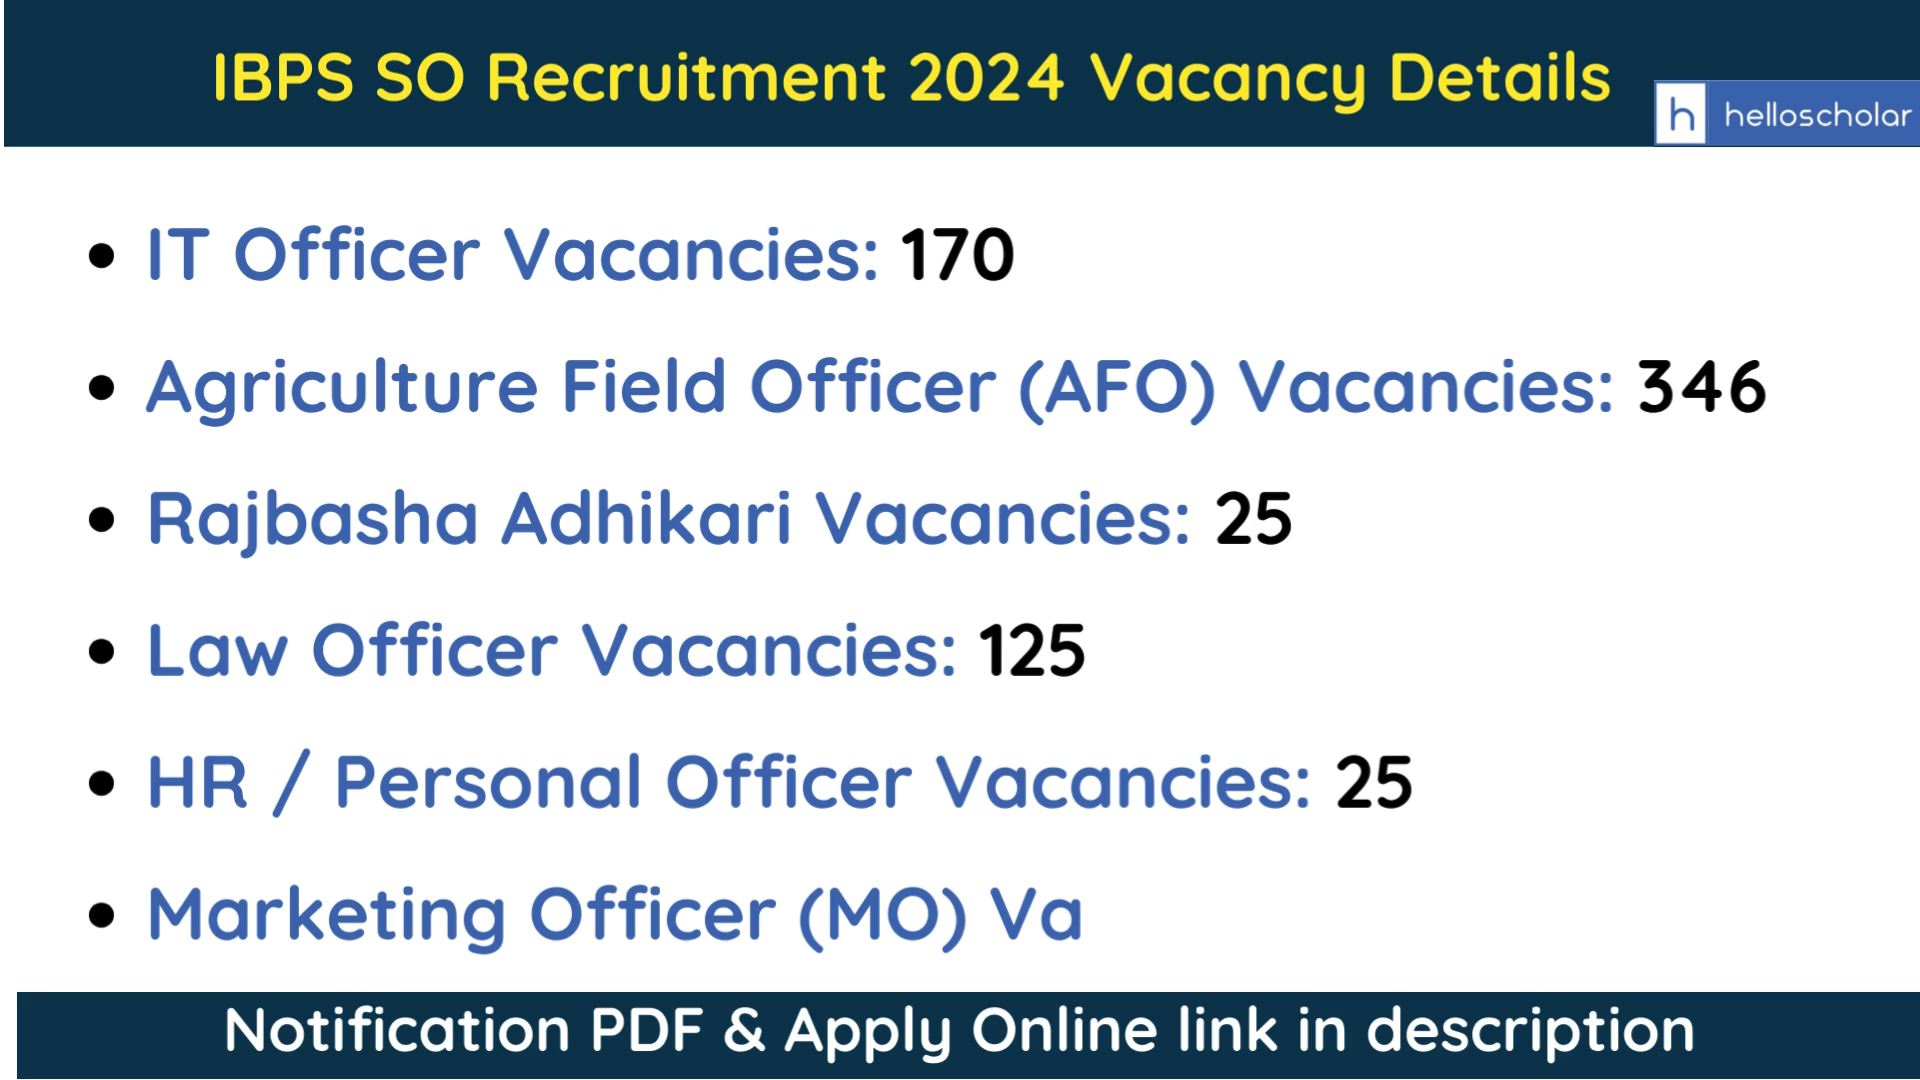 IBPS SO Recruitment 2024 Vacancy Details
h helloscholar
• IT Officer Vacancies: 170
• Agriculture Field Officer (AFO) Vacancies: 346
• Rajbasha Adhikari Vacancies: 25
• Law Officer Vacancies: 125
• HR / Personal Officer Vacancies: 25
• Marketing Officer (MO) Va
Notification PDF & Apply Online link in description